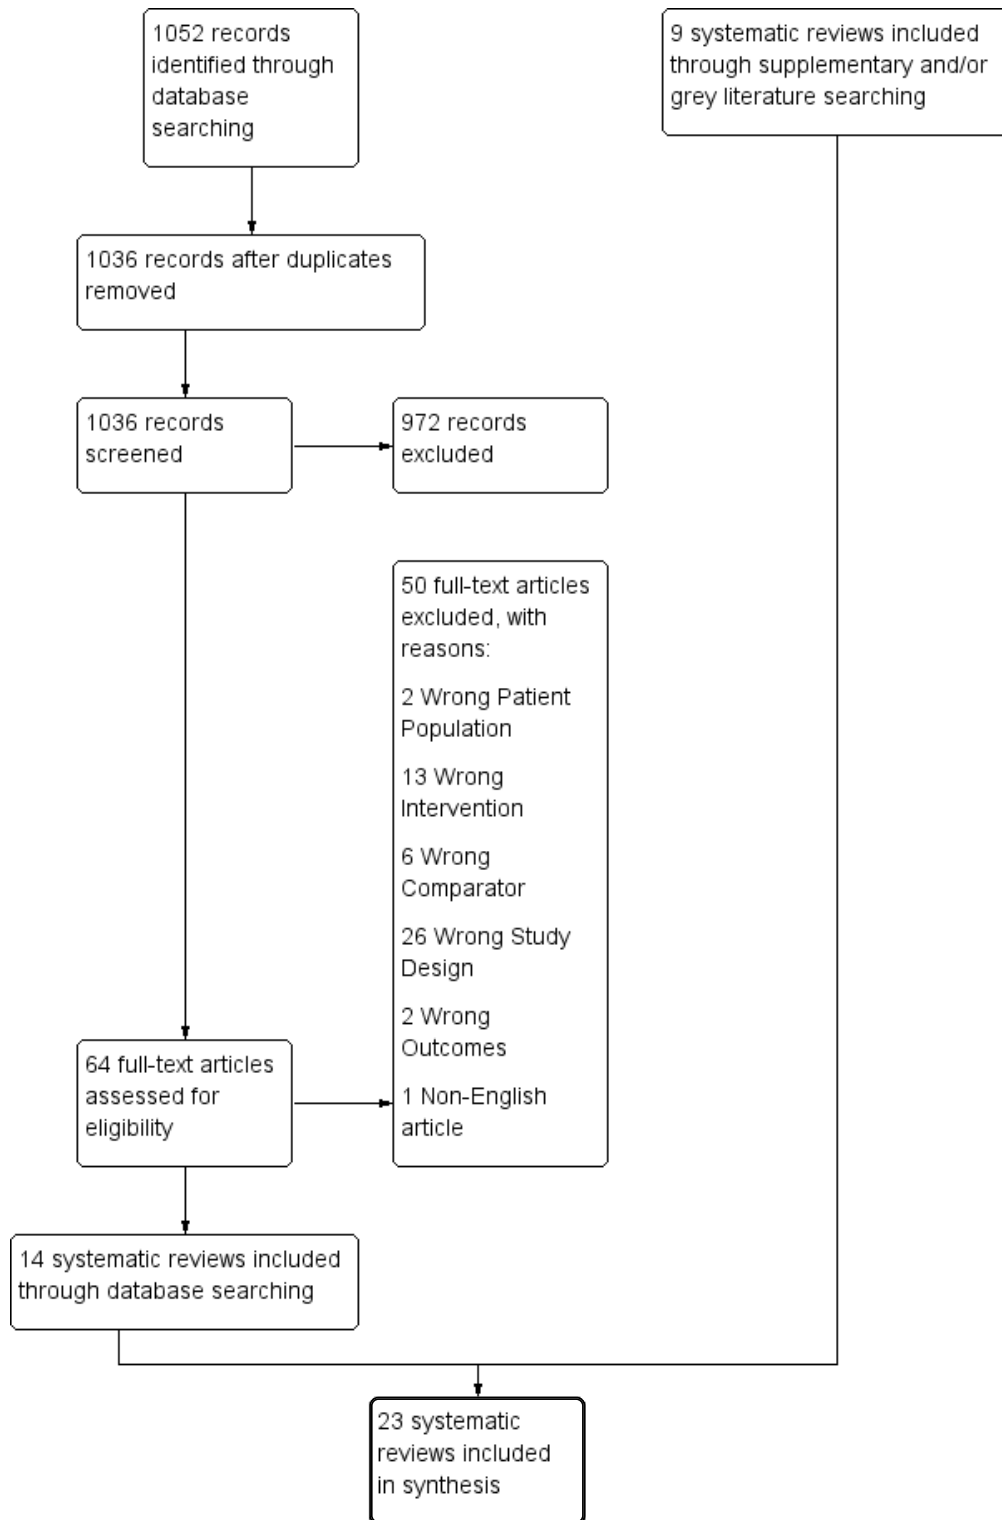 1052 records
identified through
database
searching
9 systematic reviews included
through supplementary and/or
grey literature searching
1036 records after duplicates
removed
1036 records
screened
972 records
excluded
50 full-text articles
excluded, with
reasons:
2 Wrong Patient
Population
13 Wrong
Intervention
6 Wrong
Comparator
26 Wrong Study
Design
2 Wrong
Outcomes
1 Non-English
article
64 full-text articles
assessed for
eligibility
14 systematic reviews included
through database searching
23 systematic
reviews included
in synthesis